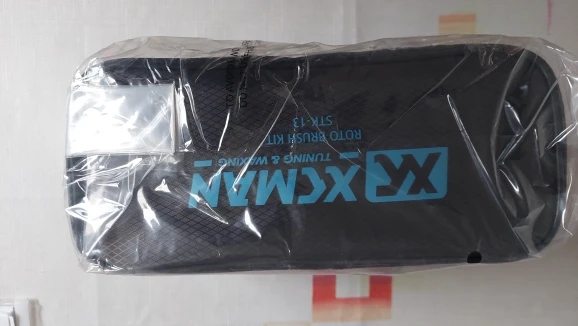 XCMAN
TUNING & WAXING
ROTO BRUSH KIT
STK-13